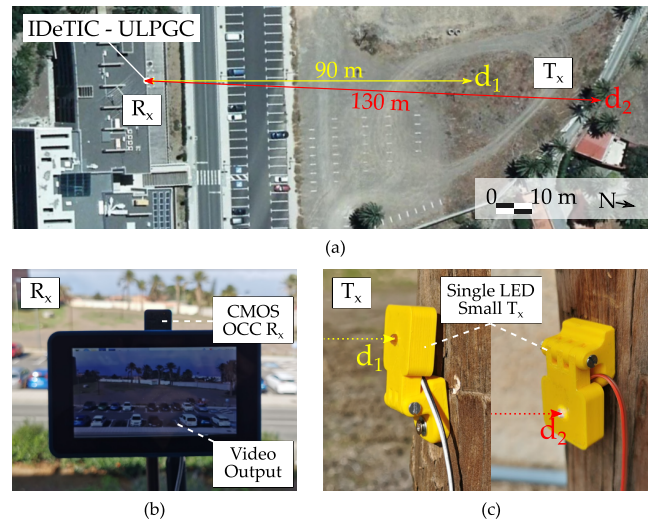 IDeTIC - ULPGC
90 m
d1
Tx
Rx
130 m
d2
0 10 m N
(a)
Rx
CMOS
OCC Rx
Video
Output
(b)
Tx
Single LED
Small Tx
d1
d2
(c)